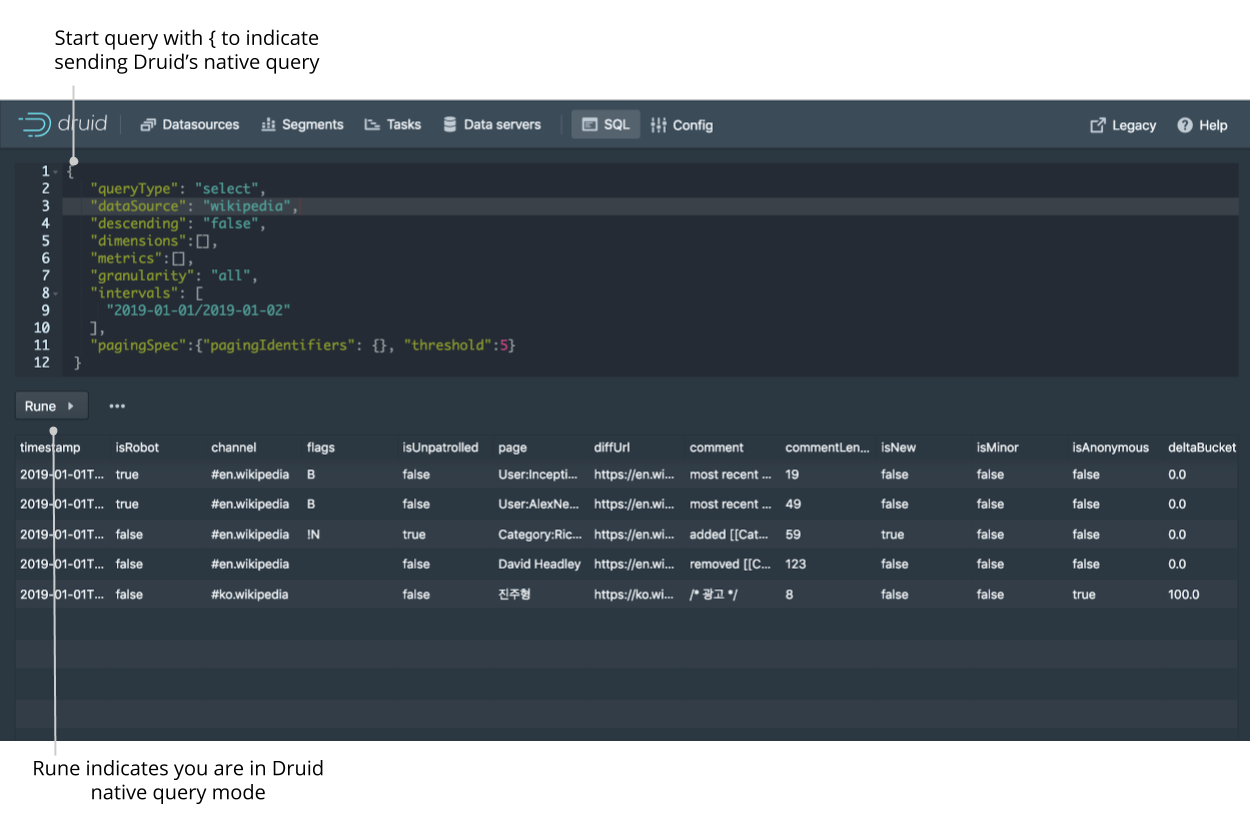 Start query with { to indicate
sending Druid’s native query
druid Datasources Segments Tasks Data servers SQL Config Legacy Help
1 {
2 "queryType": "select",
3 "dataSource": "wikipedia",
4 "descending": "false",
5 "dimensions":[],
6 "metrics":[],
7 "granularity": "all",
8 "intervals": [
9 "2019-01-01/2019-01-02"
10 ],
11 "pagingSpec":{"pagingIdentifiers": {}, "threshold":5}
12 }
Rune •••
timestamp isRobot channel flags isUnpatrolled page diffUrl comment commentLen... isNew isMinor isAnonymous deltaBucket
2019-01-01T... true #en.wikipedia B false User:Incepti... https://en.wi... most recent ... 19 false false false 0.0
2019-01-01T... true #en.wikipedia B false User:AlexNe... https://en.wi... most recent ... 49 false false false 0.0
2019-01-01T... false #en.wikipedia !N true Category:Ric... https://en.wi... added [[Cat... 59 true false false 0.0
2019-01-01T... false #en.wikipedia false David Headley https://en.wi... removed [[C... 123 false false false 0.0
2019-01-01T... false #ko.wikipedia false 진주형 https://ko.wi... /* 광고 */ 8 false false true 100.0
Rune indicates you are in Druid
native query mode